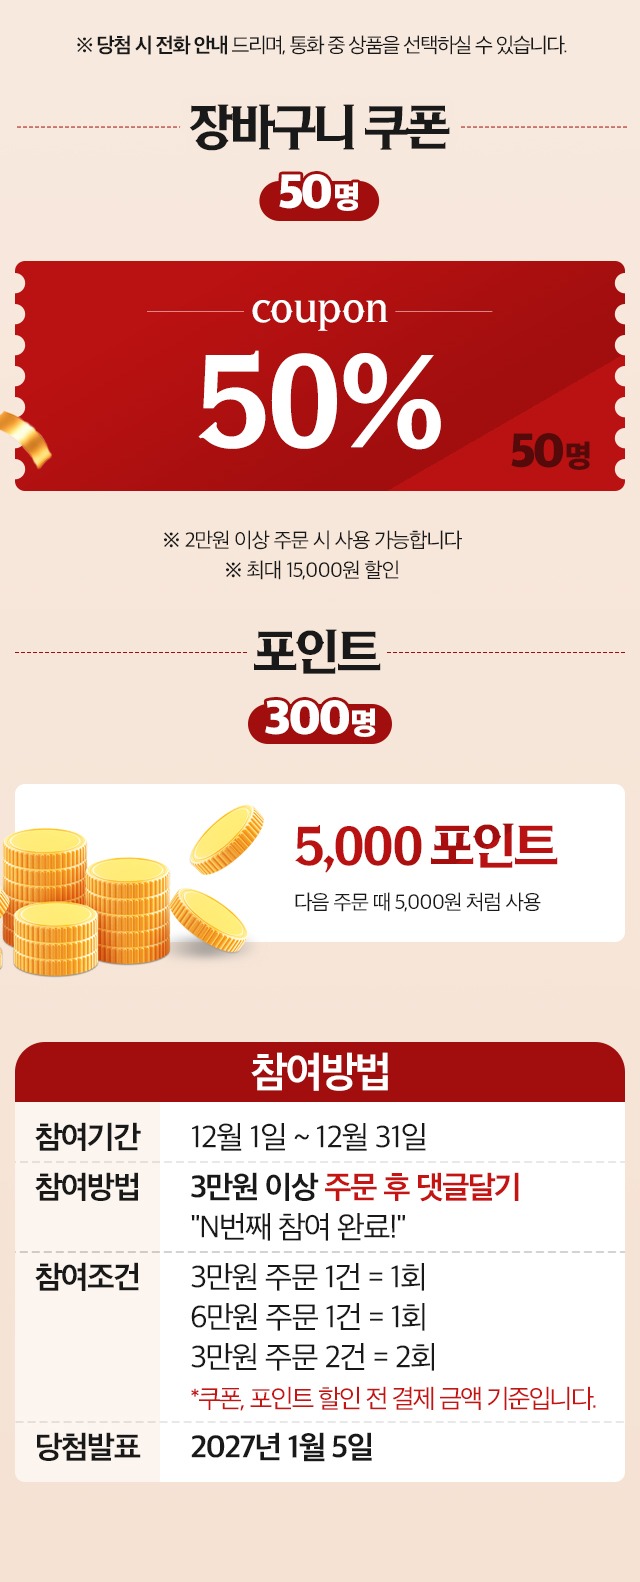 ※ 당첨 시 전화 안내 드리며, 통화 중 상품을 선택하실 수 있습니다.
장바구니 쿠폰
50명
coupon
50%
50명
※ 2만원 이상 주문 시 사용 가능합니다
※ 최대 15,000원 할인
포인트
300명
5,000 포인트
다음 주문 때 5,000원 처럼 사용
참여방법
참여기간 12월 1일 ~ 12월 31일
참여방법 3만원 이상 주문 후 댓글달기
"N번째 참여 완료!"
참여조건 3만원 주문 1건 = 1회
6만원 주문 1건 = 1회
3만원 주문 2건 = 2회
*쿠폰, 포인트 할인 전 결제 금액 기준입니다.
당첨발표 2027년 1월 5일